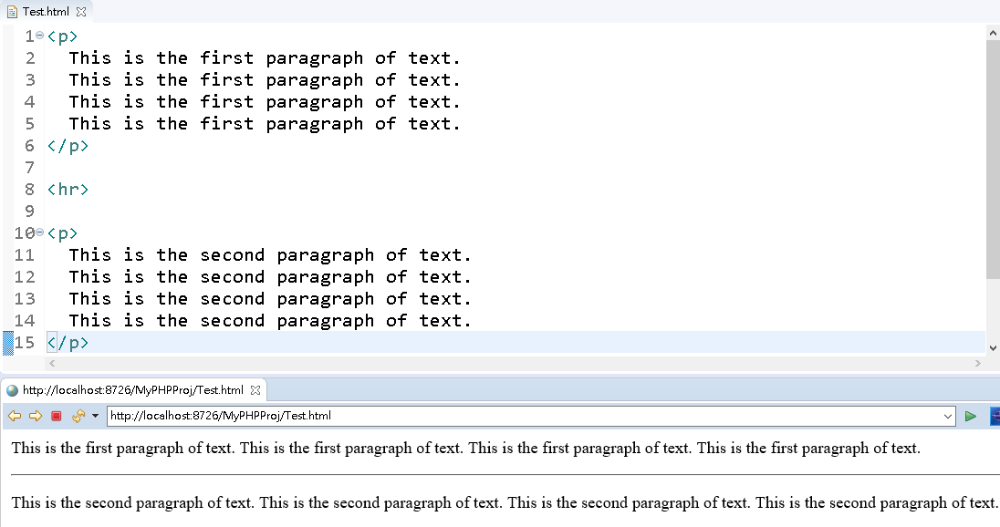 Test.html
1 <p>
2 This is the first paragraph of text.
3 This is the first paragraph of text.
4 This is the first paragraph of text.
5 This is the first paragraph of text.
6 </p>
7
8 <hr>
9
10 <p>
11 This is the second paragraph of text.
12 This is the second paragraph of text.
13 This is the second paragraph of text.
14 This is the second paragraph of text.
15 </p>
http://localhost:8726/MyPHPProj/Test.html
http://localhost:8726/MyPHPProj/Test.html
This is the first paragraph of text. This is the first paragraph of text. This is the first paragraph of text. This is the first paragraph of text.
This is the second paragraph of text. This is the second paragraph of text. This is the second paragraph of text. This is the second paragraph of text.